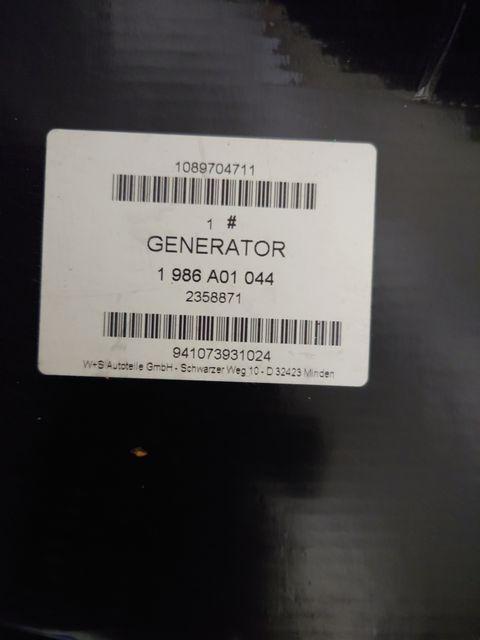 1089704711
1 #
GENERATOR
1 986 A01 044
2358871
941073931024
W+S Autoteile GmbH - Schwarzer Weg 10 - D 32423 Minden